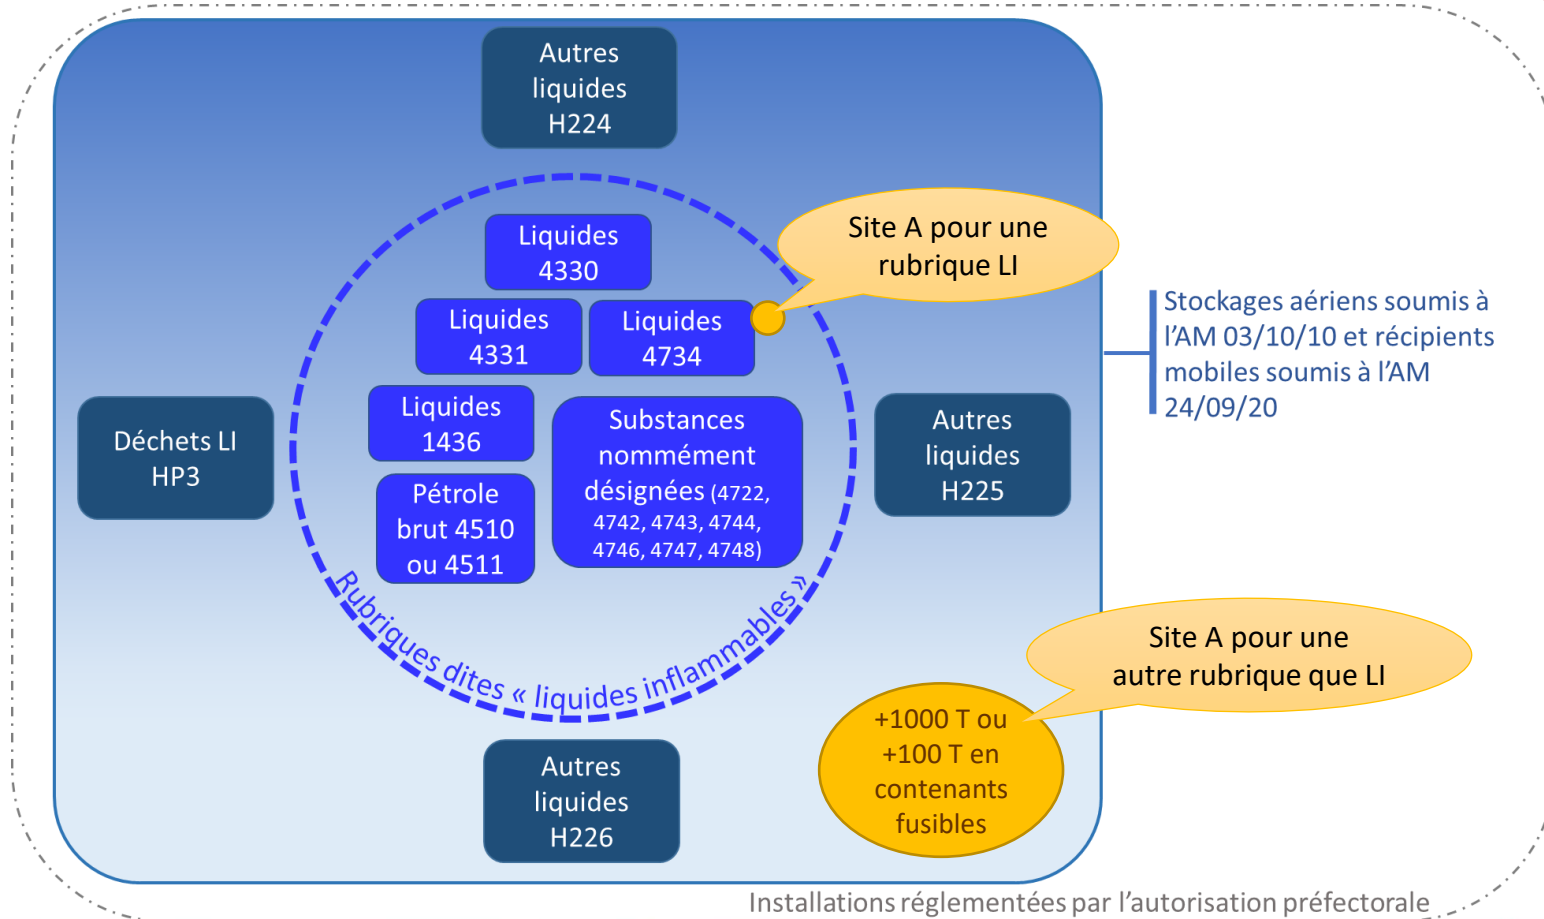 Autres
liquides
H224
Site A pour une
rubrique LI
Liquides
4330
Liquides
4331
Liquides
4734
Stockages aériens soumis à
l’AM 03/10/10 et récipients
mobiles soumis à l’AM
24/09/20
Déchets LI
HP3
Liquides
1436
Substances
nommément
désignées (4722,
4742, 4743, 4744,
4746, 4747, 4748)
Autres
liquides
H225
Pétrole
brut 4510
ou 4511
Rubriques dites « liquides inflammables »
Site A pour une
autre rubrique que LI
+1000 T ou
+100 T en
contenants
fusibles
Autres
liquides
H226
Installations réglementées par l’autorisation préfectorale